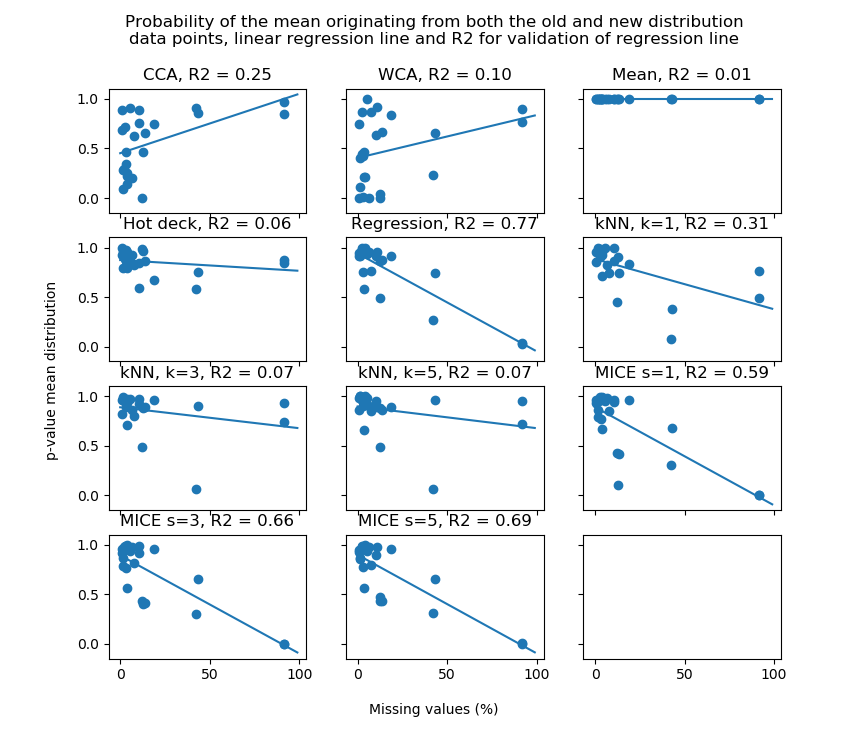 Probability of the mean originating from both the old and new distribution
data points, linear regression line and R2 for validation of regression line
CCA, R2 = 0.25
WCA, R2 = 0.10
Mean, R2 = 0.01
1.0
0.5
0.0
Hot deck, R2 = 0.06
Regression, R2 = 0.77
kNN, k=1, R2 = 0.31
1.0
0.5
0.0
p-value mean distribution
kNN, k=3, R2 = 0.07
kNN, k=5, R2 = 0.07
MICE s=1, R2 = 0.59
1.0
0.5
0.0
MICE s=3, R2 = 0.66
MICE s=5, R2 = 0.69
1.0
0.5
0.0
0 50 100
0 50 100
0 50 100
Missing values (%)